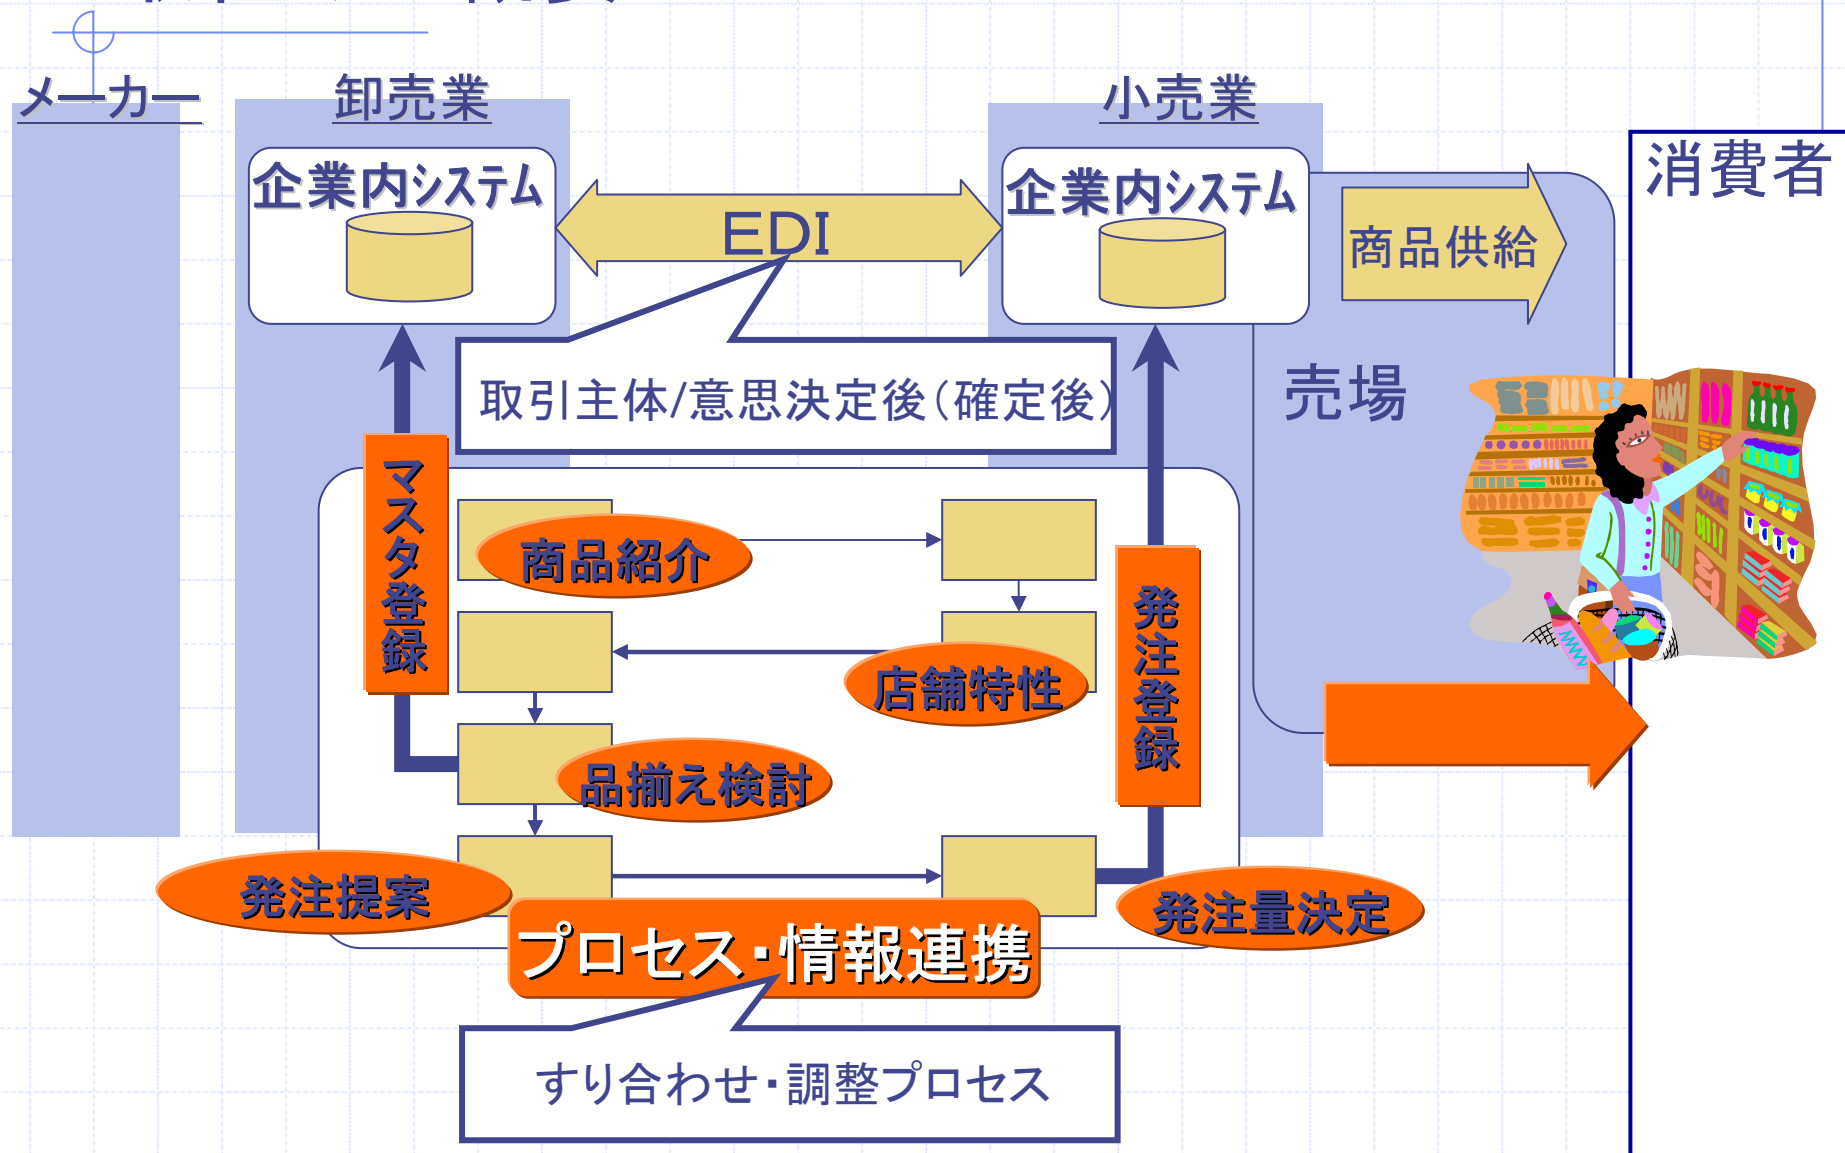 メーカー
卸売業
小売業
消費者
企業内システム
企業内システム
EDI
商品供給
取引主体/意思決定後(確定後)
売場
マスタ登録
商品紹介
発注登録
店舗特性
品揃え検討
発注提案
発注量決定
プロセス・情報連携
すり合わせ・調整プロセス